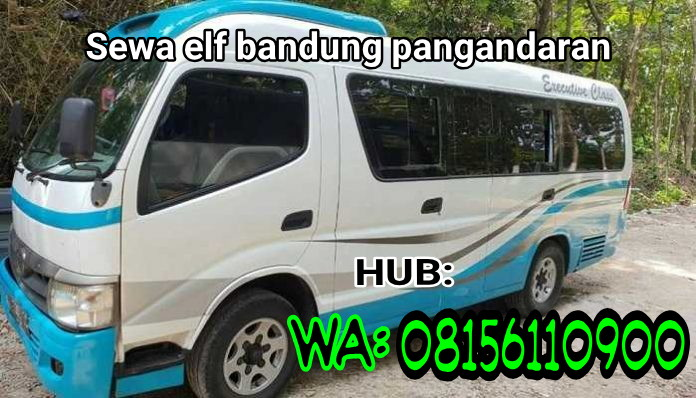 Sewa elf bandung pangandaran
Executive Class
HUB:
WA: 08156110900